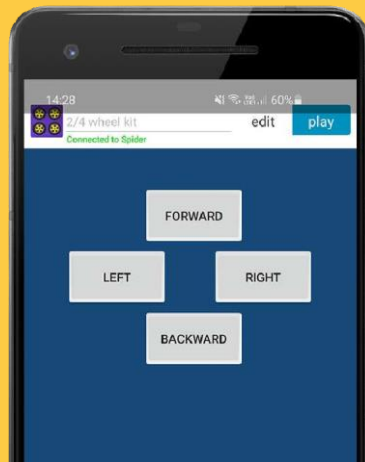 14:28 60%
2/4 wheel kit edit play
Connected to Spider
FORWARD
LEFT RIGHT
BACKWARD